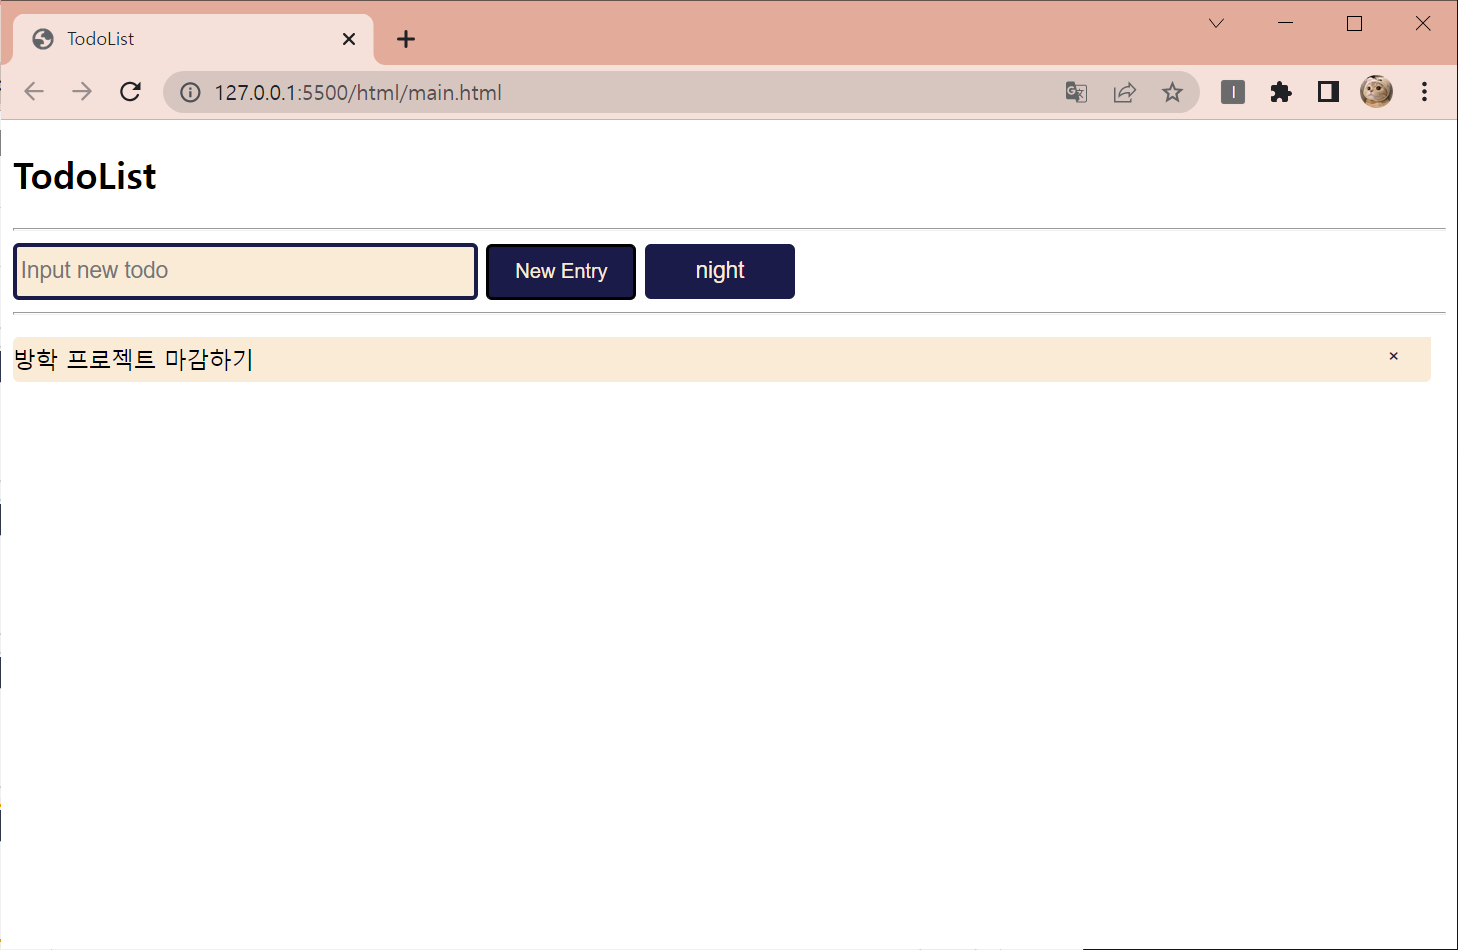 TodoList
127.0.0.1:5500/html/main.html
TodoList
Input new todo
New Entry
night
방학 프로젝트 마감하기
×